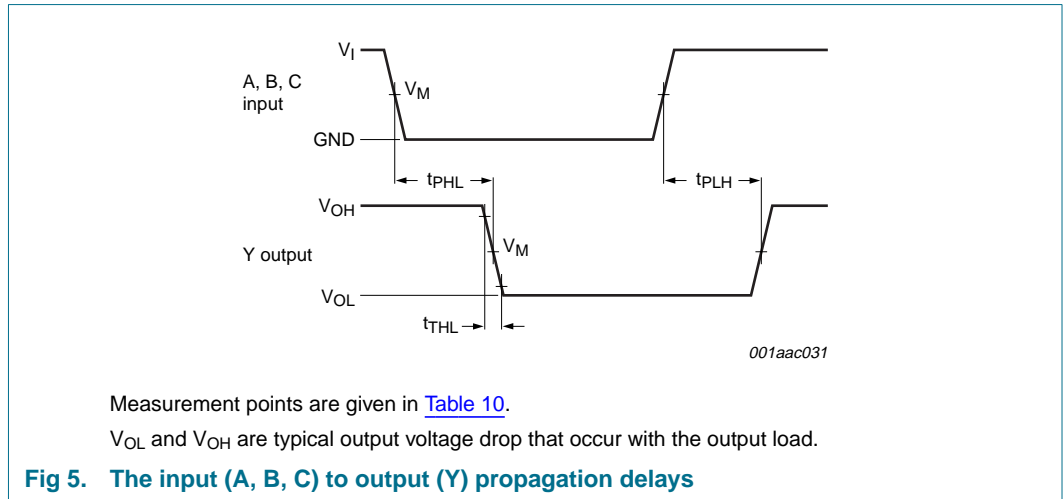 VI
A, B, C
input
VM
GND
tPHL
tPLH
VOH
Y output
VM
VOL
tTHL
001aac031
Measurement points are given in Table 10.
VOL and VOH are typical output voltage drop that occur with the output load.
Fig 5. The input (A, B, C) to output (Y) propagation delays